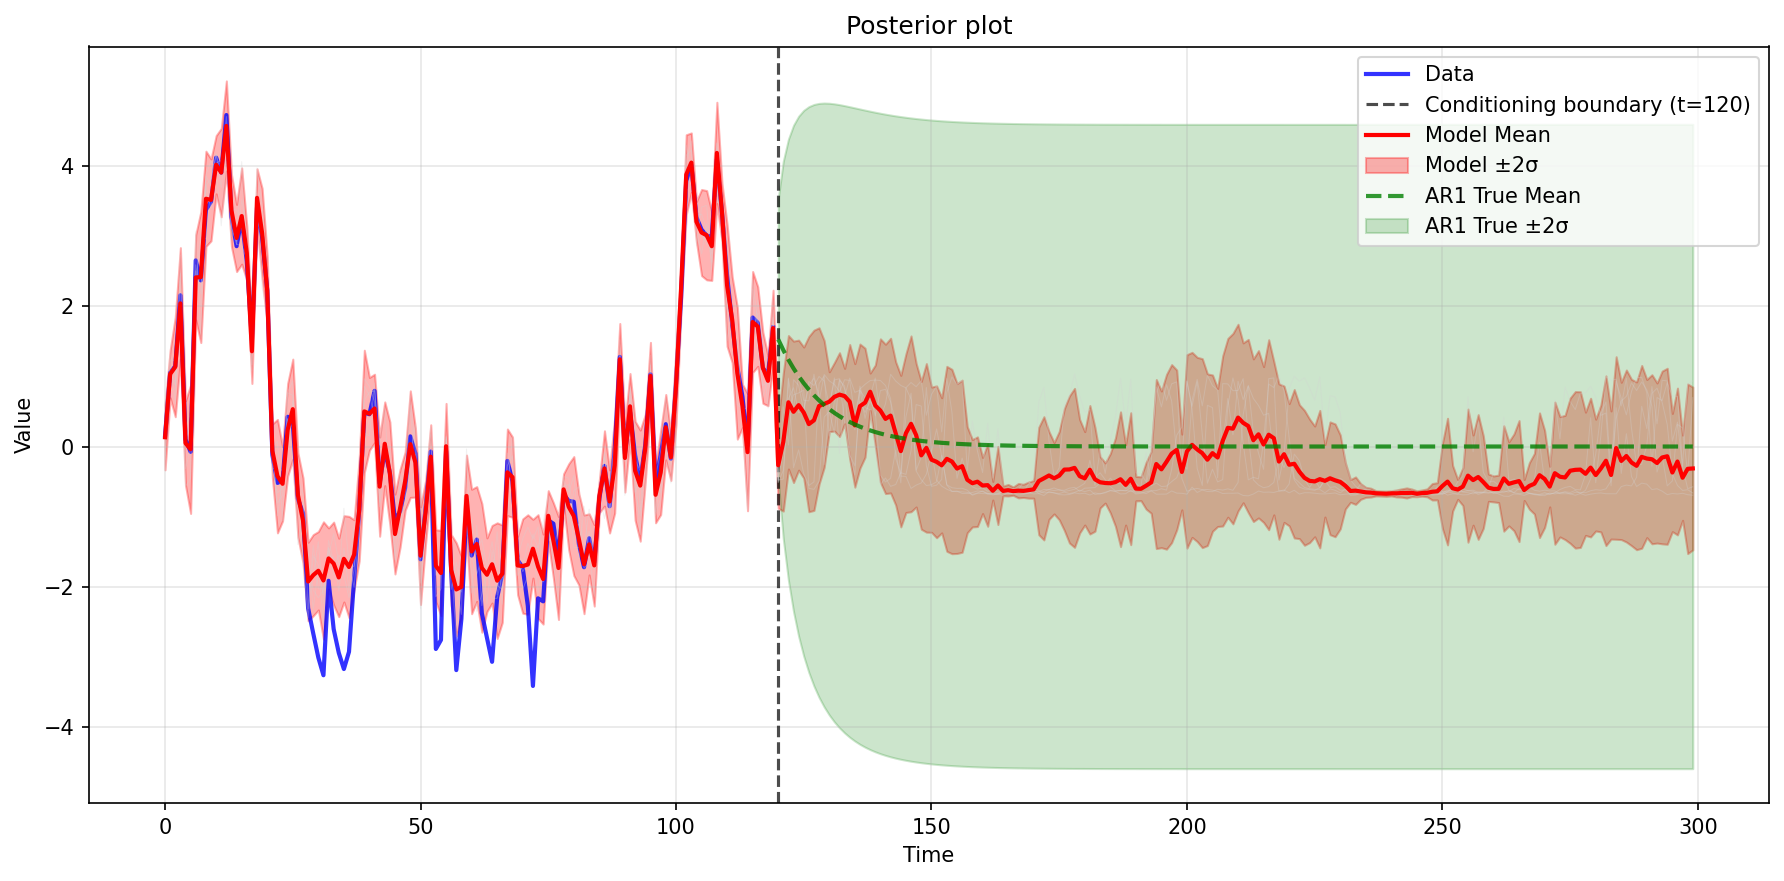 Posterior plot
Data
Conditioning boundary (t=120)
Model Mean
Model ±2σ
AR1 True Mean
AR1 True ±2σ
Value
4
2
0
−2
−4
0 50 100 150 200 250 300
Time